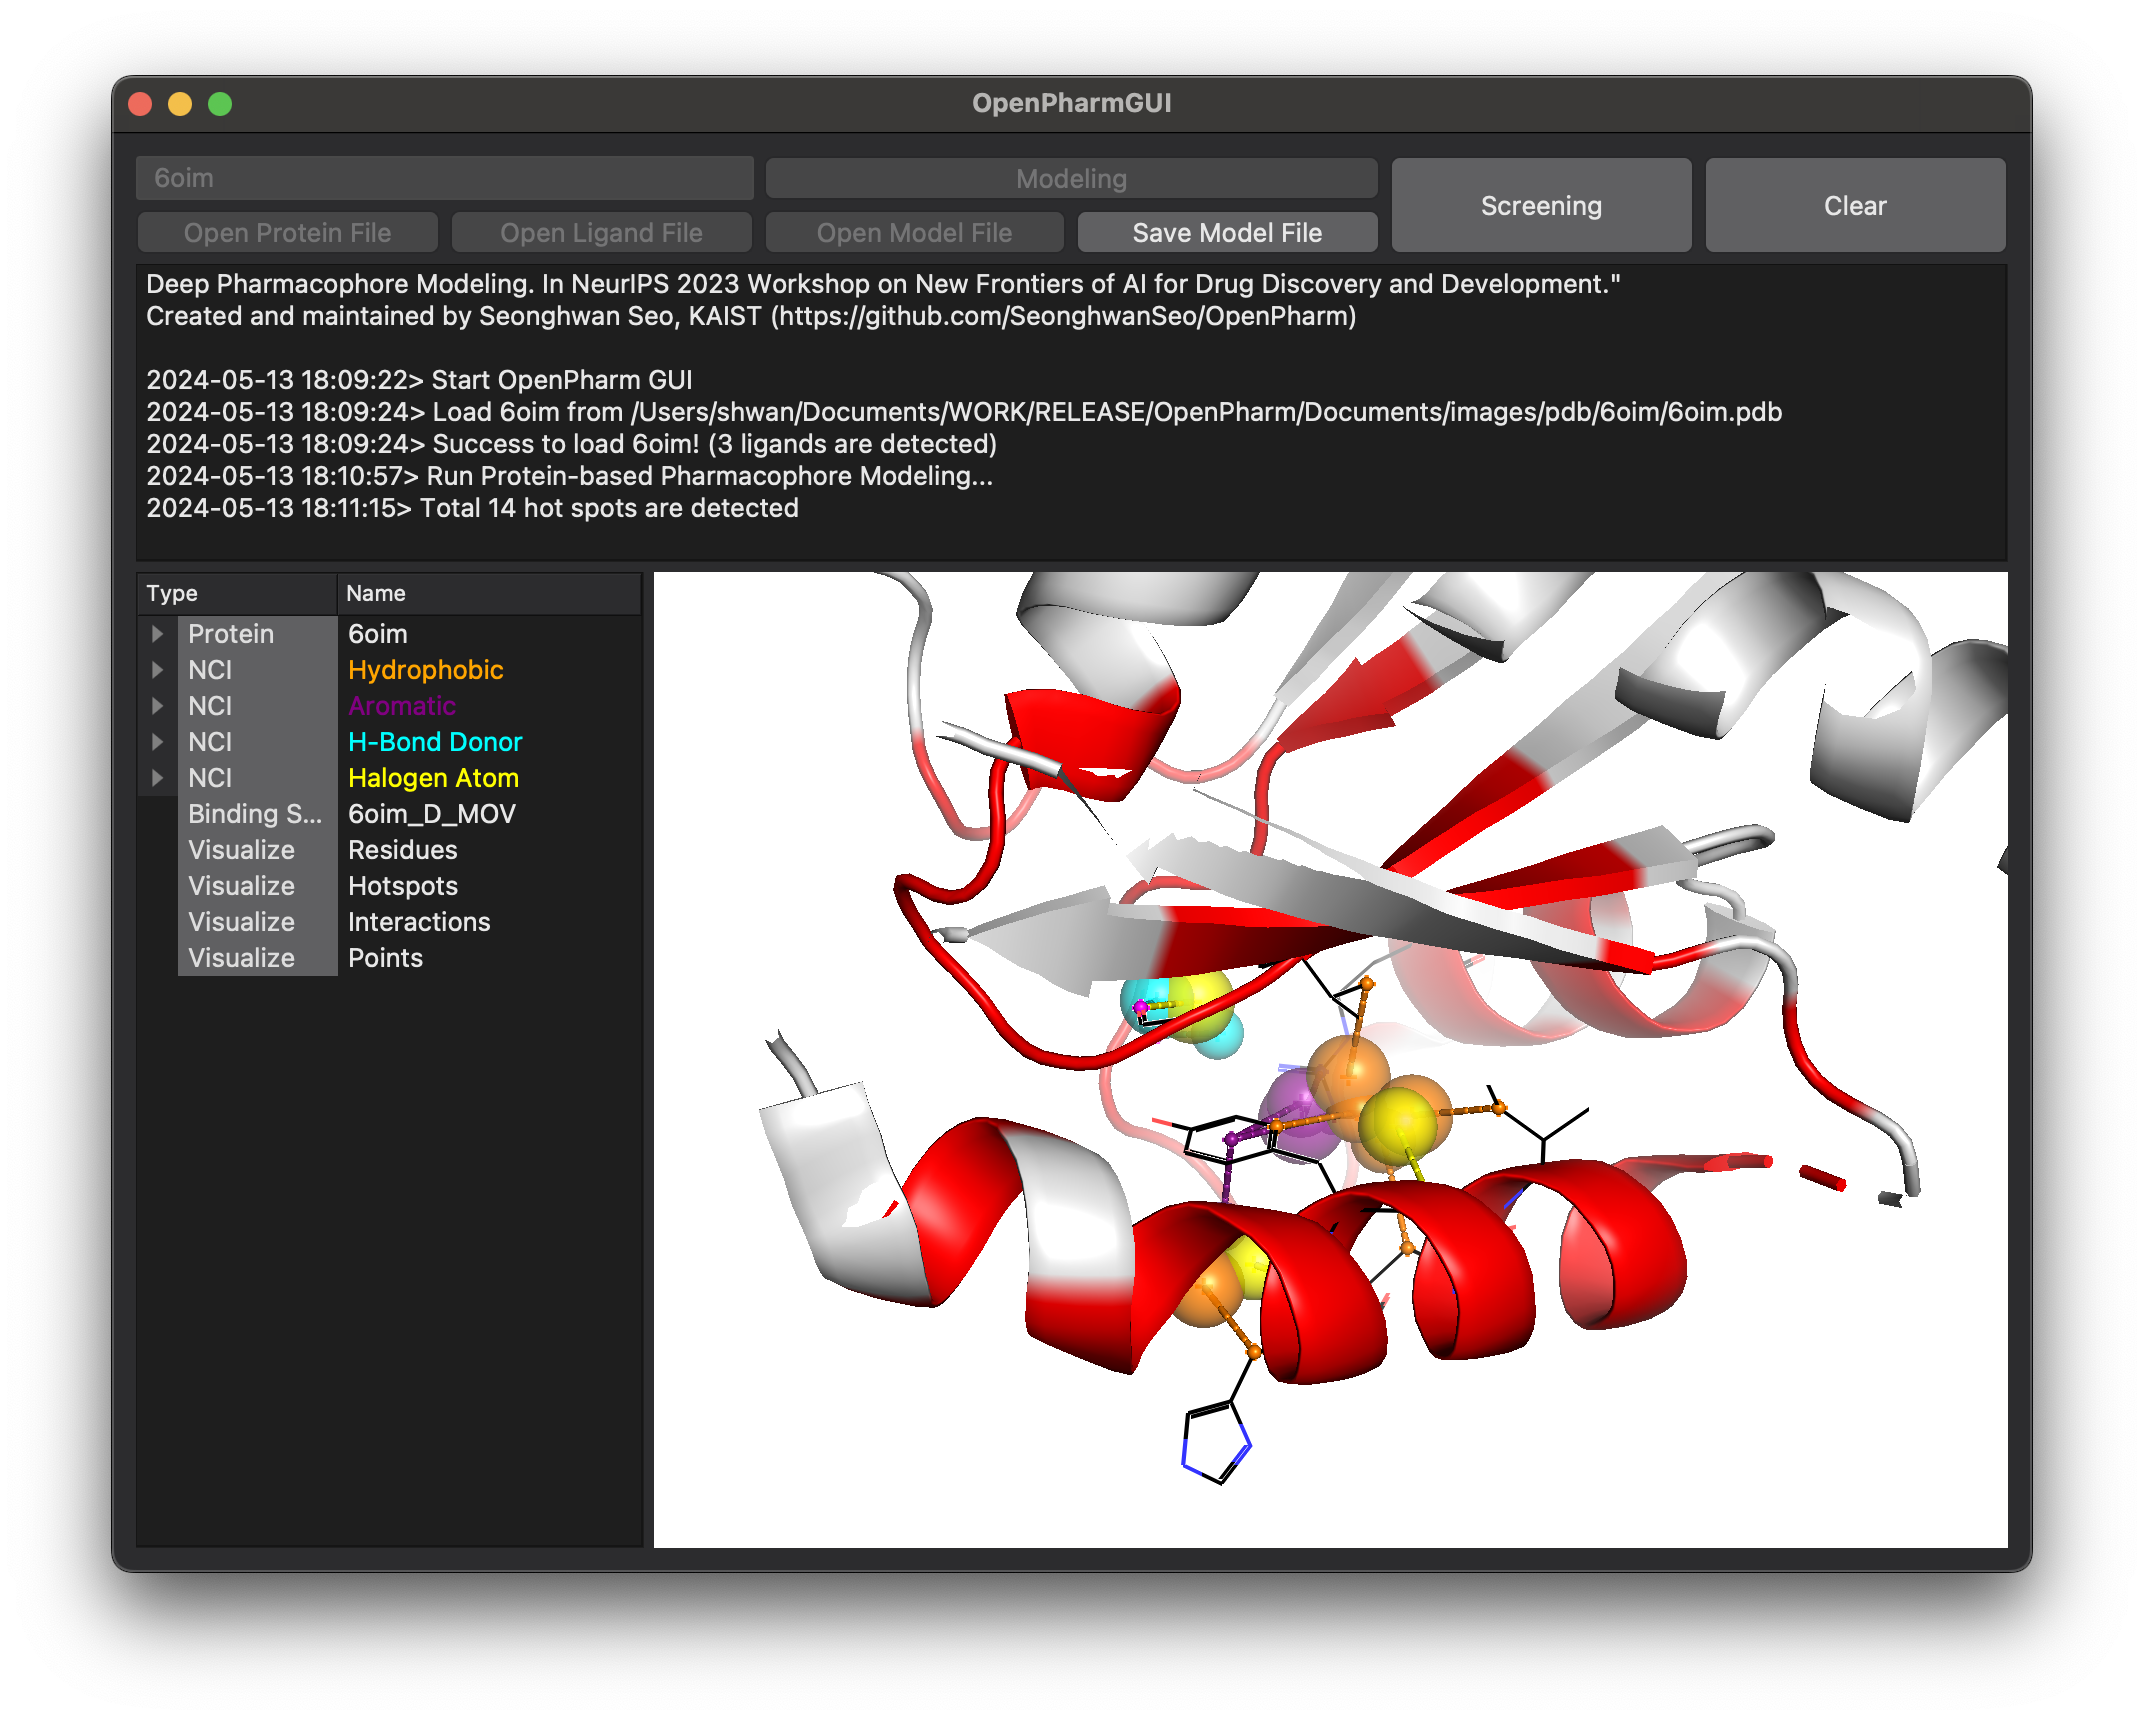 OpenPharmGUI
6oim
Modeling
Screening
Clear
Open Protein File
Open Ligand File
Open Model File
Save Model File
Deep Pharmacophore Modeling. In NeurIPS 2023 Workshop on New Frontiers of AI for Drug Discovery and Development."
Created and maintained by Seonghwan Seo, KAIST (https://github.com/SeonghwanSeo/OpenPharm)
2024-05-13 18:09:22> Start OpenPharm GUI
2024-05-13 18:09:24> Load 6oim from /Users/shwan/Documents/WORK/RELEASE/OpenPharm/Documents/images/pdb/6oim/6oim.pdb
2024-05-13 18:09:24> Success to load 6oim! (3 ligands are detected)
2024-05-13 18:10:57> Run Protein-based Pharmacophore Modeling...
2024-05-13 18:11:15> Total 14 hot spots are detected
Type Name
Protein 6oim
NCI Hydrophobic
NCI Aromatic
NCI H-Bond Donor
NCI Halogen Atom
Binding S... 6oim_D_MOV
Visualize Residues
Visualize Hotspots
Visualize Interactions
Visualize Points